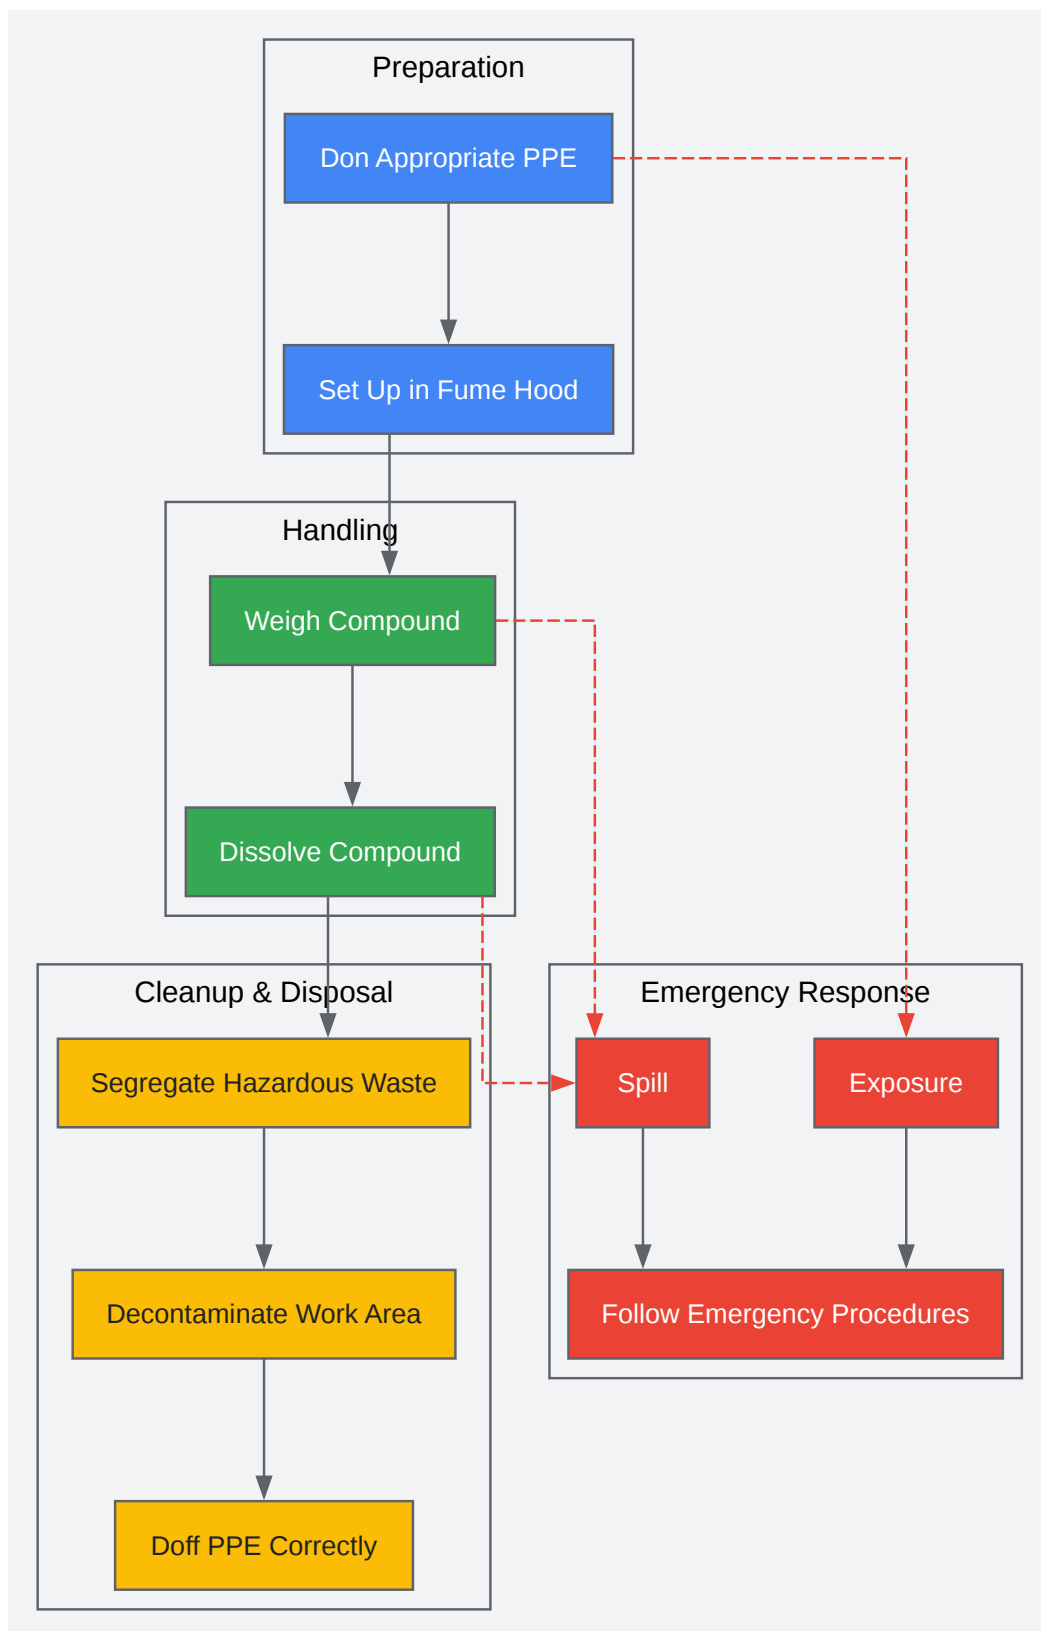 Preparation
Don Appropriate PPE
Set Up in Fume Hood
Handling
Weigh Compound
Dissolve Compound
Cleanup & Disposal
Segregate Hazardous Waste
Decontaminate Work Area
Doff PPE Correctly
Emergency Response
Spill
Exposure
Follow Emergency Procedures